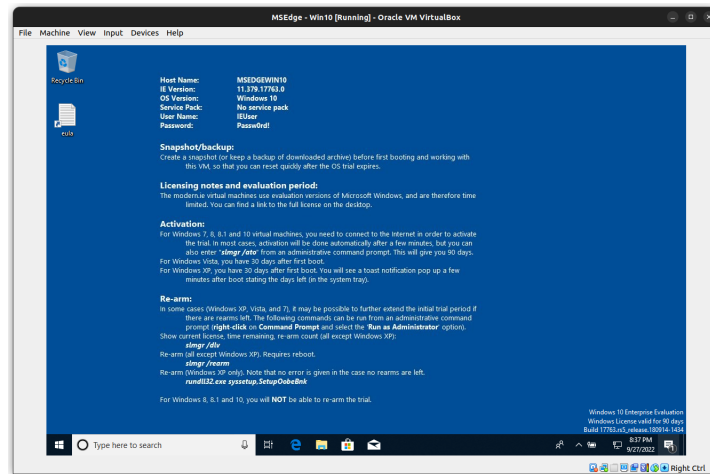 MSEdge - Win10 [Running] - Oracle VM VirtualBox
File Machine View Input Devices Help
Recycle Bin
eula
Host Name: MSEDGEWIN10
IE Version: 11.379.17763.0
OS Version: Windows 10
Service Pack: No service pack
User Name: IEUser
Password: Passw0rd!
Snapshot/backup:
Create a snapshot (or keep a backup of downloaded archive) before first booting and working with
this VM, so that you can reset quickly after the OS trial expires.
Licensing notes and evaluation period:
The modern.ie virtual machines use evaluation versions of Microsoft Windows, and are therefore time
limited. You can find a link to the full license on the desktop.
Activation:
For Windows 7, 8, 8.1 and 10 virtual machines, you need to connect to the Internet in order to activate
the trial. In most cases, activation will be done automatically after a few minutes, but you can
also enter "slmgr /ato" from an administrative command prompt. This will give you 90 days.
For Windows Vista, you have 30 days after first boot.
For Windows XP, you have 30 days after first boot. You will see a toast notification pop up a few
minutes after boot stating the days left (in the system tray).
Re-arm:
In some cases (Windows XP, Vista, and 7), it may be possible to further extend the initial trial period if
there are rearms left. The following commands can be run from an administrative command
prompt (right-click on Command Prompt and select the 'Run as Administrator' option).
Show current license, time remaining, re-arm count (all except Windows XP):
slmgr /dlv
Re-arm (all except Windows XP). Requires reboot.
slmgr /rearm
Re-arm (Windows XP only). Note that no error is given in the case no rearms are left.
rundll32.exe syssetup,SetupOobeBnk
For Windows 8, 8.1 and 10, you will NOT be able to re-arm the trial.
Windows 10 Enterprise Evaluation
Windows License valid for 90 days
Build 17763.rs5_release.180914-1434
Type here to search
8:37 PM
9/27/2022
Right Ctrl